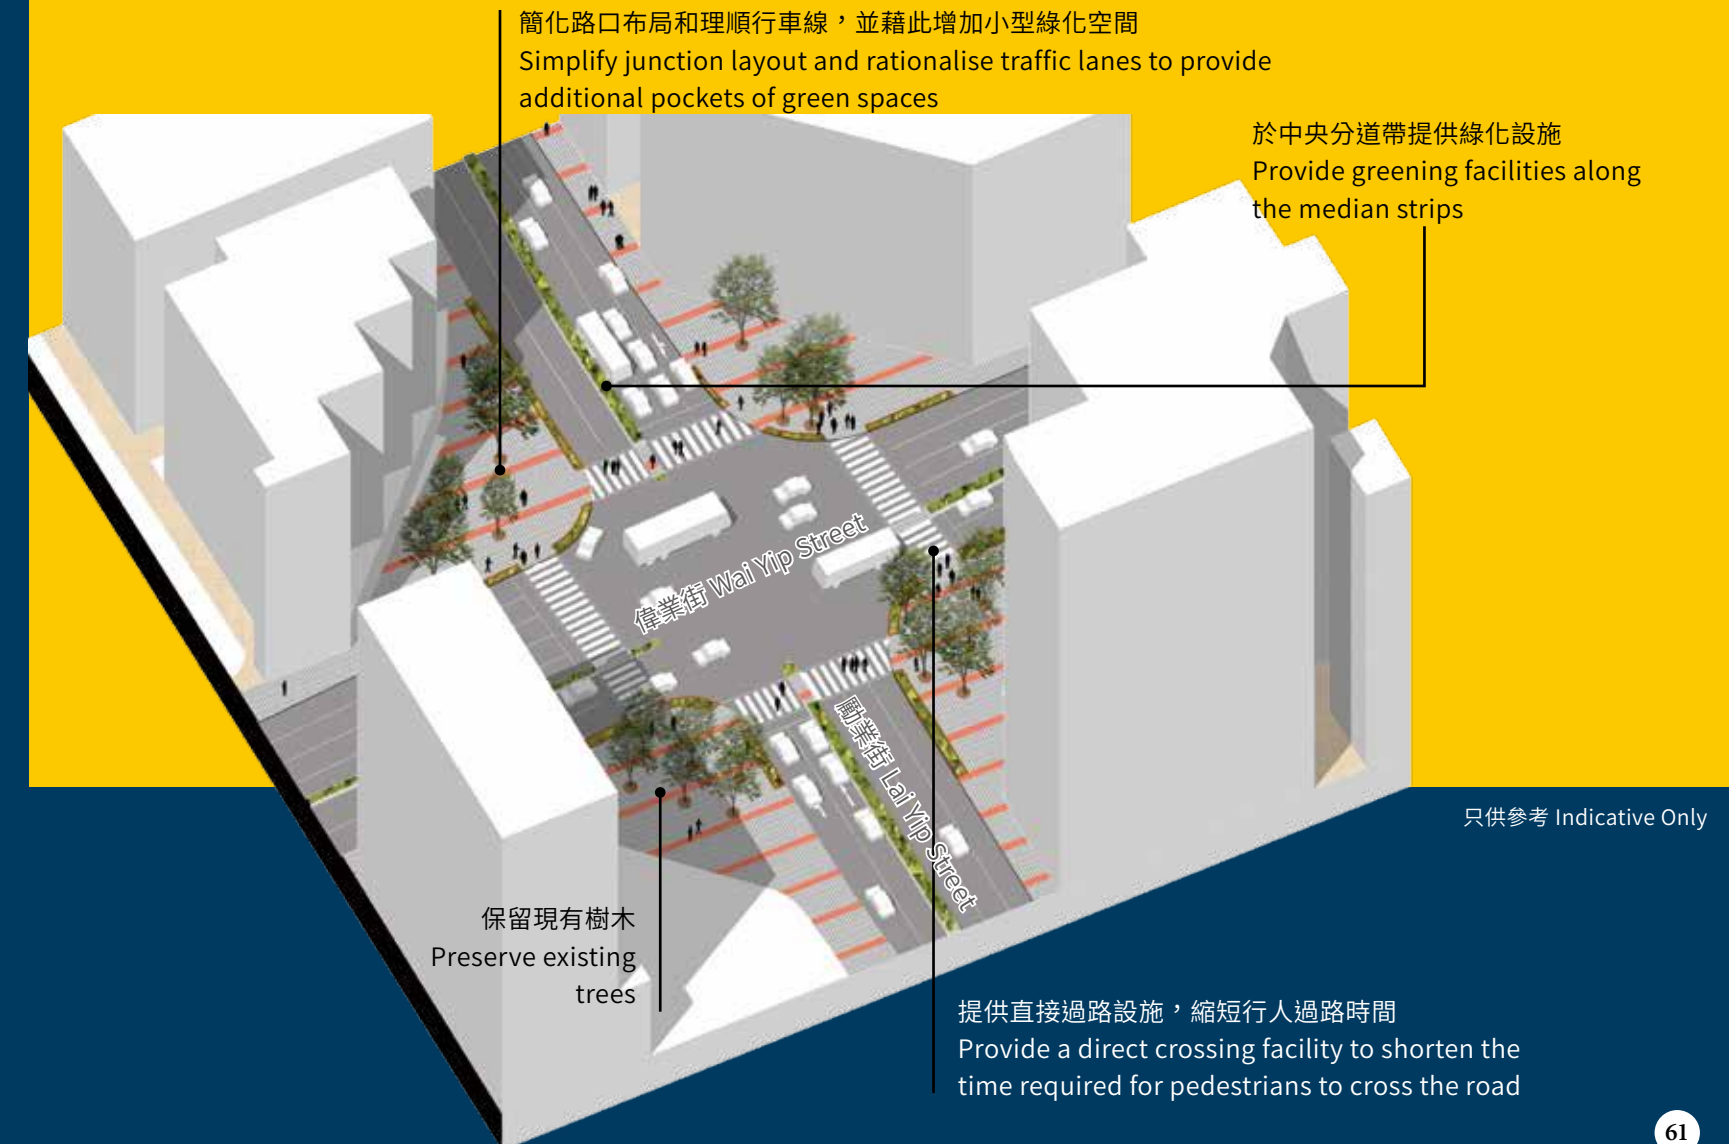 簡化路口布局和理順行車線，並藉此增加小型綠化空間
Simplify junction layout and rationalise traffic lanes to provide
additional pockets of green spaces
於中央分道帶提供綠化設施
Provide greening facilities along
the median strips
偉業街 Wai Yip Street
勵業街 Lai Yip Street
只供參考 Indicative Only
保留現有樹木
Preserve existing
trees
提供直接過路設施，縮短行人過路時間
Provide a direct crossing facility to shorten the
time required for pedestrians to cross the road
61